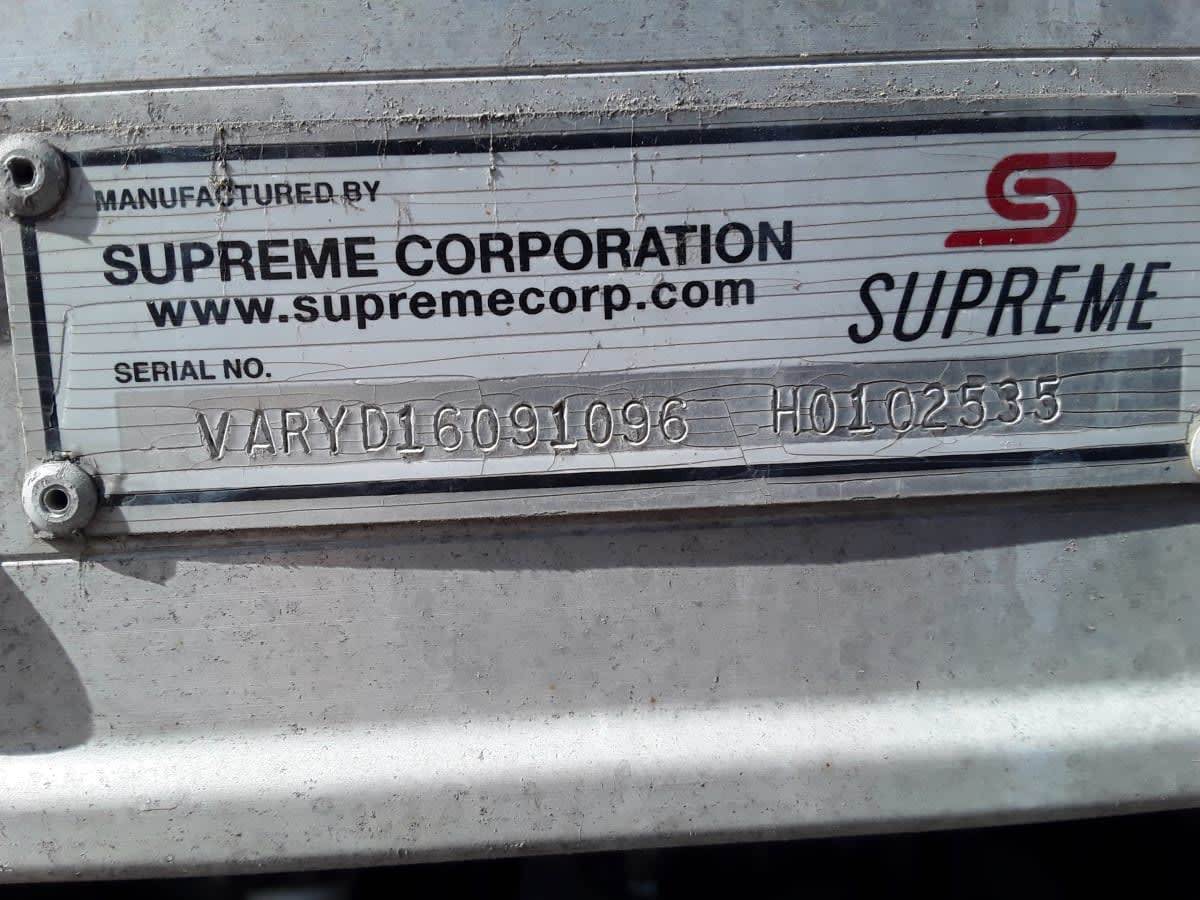 MANUFACTURED BY
SUPREME CORPORATION
www.supremecorp.com
SUPREME
SERIAL NO.
VARYD16091096 H0102535